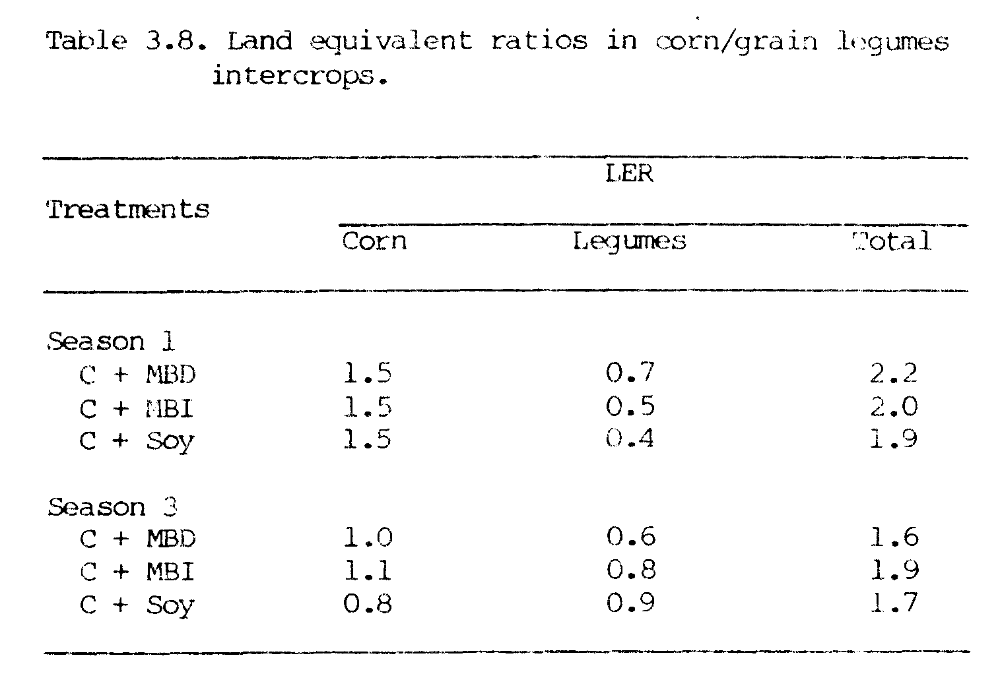 Table 3.8. Land equivalent ratios in corn/grain legumes
intercrops.
LER
Treatments
Corn Legumes Total
Season 1
C + MBD 1.5 0.7 2.2
C + MBI 1.5 0.5 2.0
C + Soy 1.5 0.4 1.9
Season 3
C + MBD 1.0 0.6 1.6
C + MBI 1.1 0.8 1.9
C + Soy 0.8 0.9 1.7